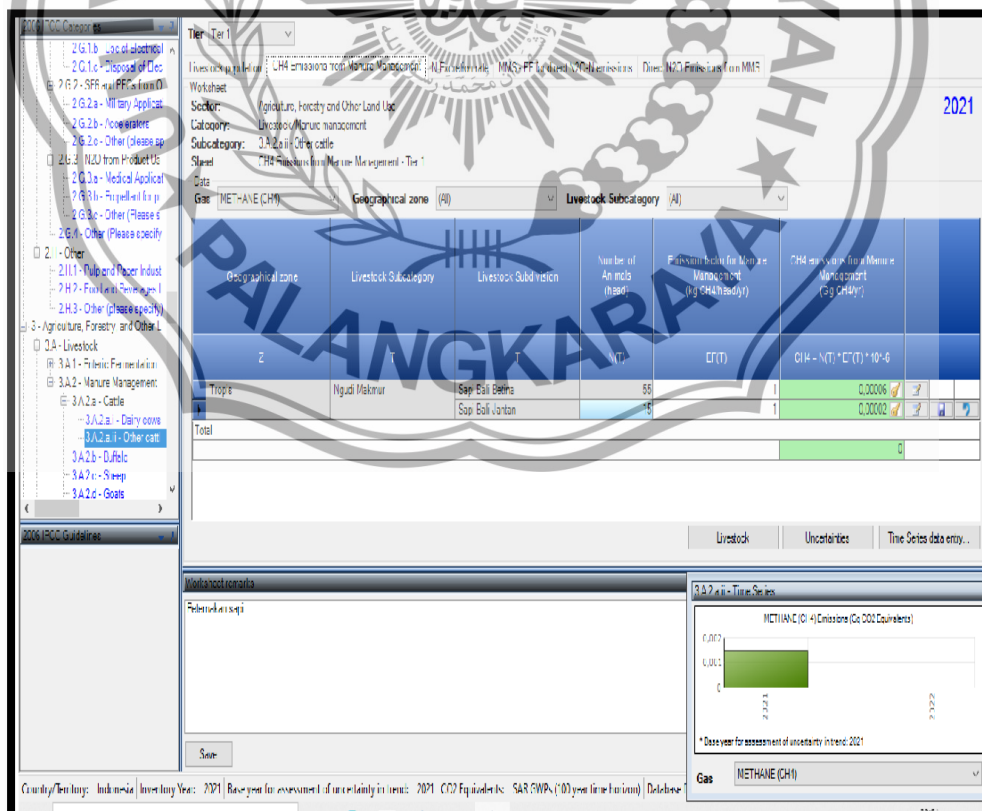 2006 IPCC Categories
2.G.1.b - Use of Electrical
2.G.1.c - Disposal of Elec
2.G.2 - SF6 and PFCs from O
2.G.2.a - Military Applicat
2.G.2.b - Accelerators
2.G.2.c - Other (please sp
2.G.3 - N2O from Product Us
2.G.3.a - Medical Applicat
2.G.3.b - Propellant for p
2.G.3.c - Other (Please s
2.G.4 - Other (Please specify
- Other
2.H.1 - Pulp and Paper Indust
2.H.2 - Food and Beverages I
2.H.3 - Other (please specify)
3 - Agriculture, Forestry, and Other L
3.A - Livestock
3.A.1 - Enteric Fermentation
3.A.2 - Manure Management
3.A.2.a - Cattle
3.A.2.a.i - Dairy cows
3.A.2.a.ii - Other cattl
3.A.2.b - Buffalo
3.A.2.c - Sheep
3.A.2.d - Goats
2006 IPCC Guidelines
Tier Tier 1
Livestock population CH4 Emissions from Manure Management N Excretion rate MMS - EF for direct N2O-N emissions Direct N2O Emissions from MMS
Worksheet
Sector: Agriculture, Forestry and Other Land Use
2021
Category: Livestock/Manure management
Subcategory: 3.A.2.a.ii - Other cattle
Sheet CH4 Emissions from Manure Management - Tier 1
Data
Gas METHANE (CH4) Geographical zone (All) Livestock Subcategory (All)
Geographical zone Livestock Subcategory Livestock Subdivision Number of Animals (head) Emission factor for Manure Management (kg CH4/head/yr) CH4 emissions from Manure Management (Gg CH4/yr)
Z T T N(T) EF(T) CH4 = N(T) * EF(T) * 10^-6
Tropis Ngudi Makmur Sapi Bali Betina 55 1 0,00006
Sapi Bali Jantan 15 1 0,00002
Total
0
PALANGKARAYA
Livestock Uncertainties Time Series data entry...
Worksheet remarks
Peternakan sapi
Save
3.A.2.a.ii - Time Series
METHANE (CH4) Emissions (Gg CO2 Equivalents)
0,002
0,001
0
2021 2022
* Base year for assessment of uncertainty in trend: 2021
Gas METHANE (CH4)
Country/Territory: Indonesia Inventory Year: 2021 Base year for assessment of uncertainty in trend: 2021 CO2 Equivalents: SAR GWPs (100 year time horizon) Database